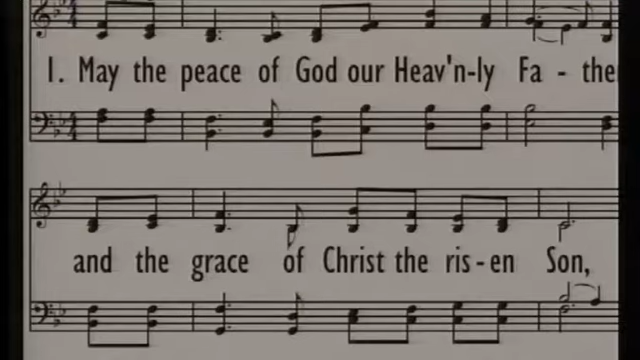 1. May the peace of God our Heav'n-ly Fa - the
and the grace of Christ the ris-en Son,